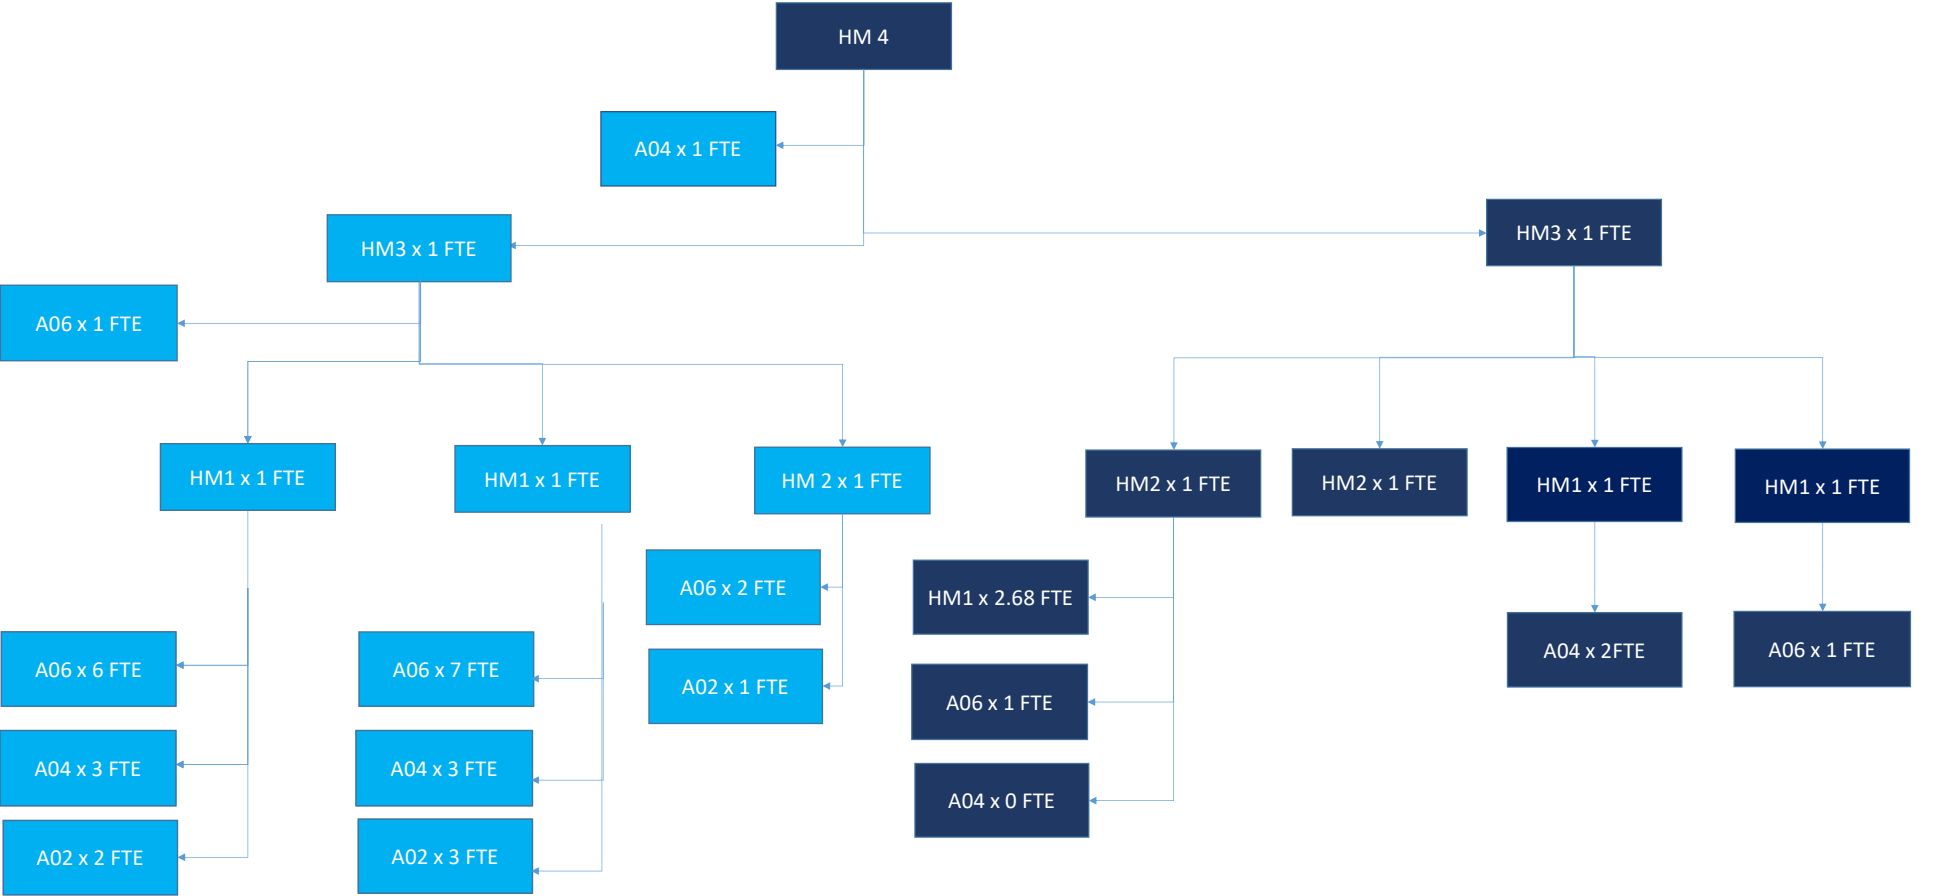 HM 4
A04 x 1 FTE
HM3 x 1 FTE
HM3 x 1 FTE
A06 x 1 FTE
HM1 x 1 FTE
HM1 x 1 FTE
HM 2 x 1 FTE
HM2 x 1 FTE
HM2 x 1 FTE
HM1 x 1 FTE
HM1 x 1 FTE
A06 x 2 FTE
HM1 x 2.68 FTE
A06 x 6 FTE
A06 x 7 FTE
A02 x 1 FTE
A06 x 1 FTE
A04 x 2FTE
A06 x 1 FTE
A04 x 3 FTE
A04 x 3 FTE
A04 x 0 FTE
A02 x 2 FTE
A02 x 3 FTE